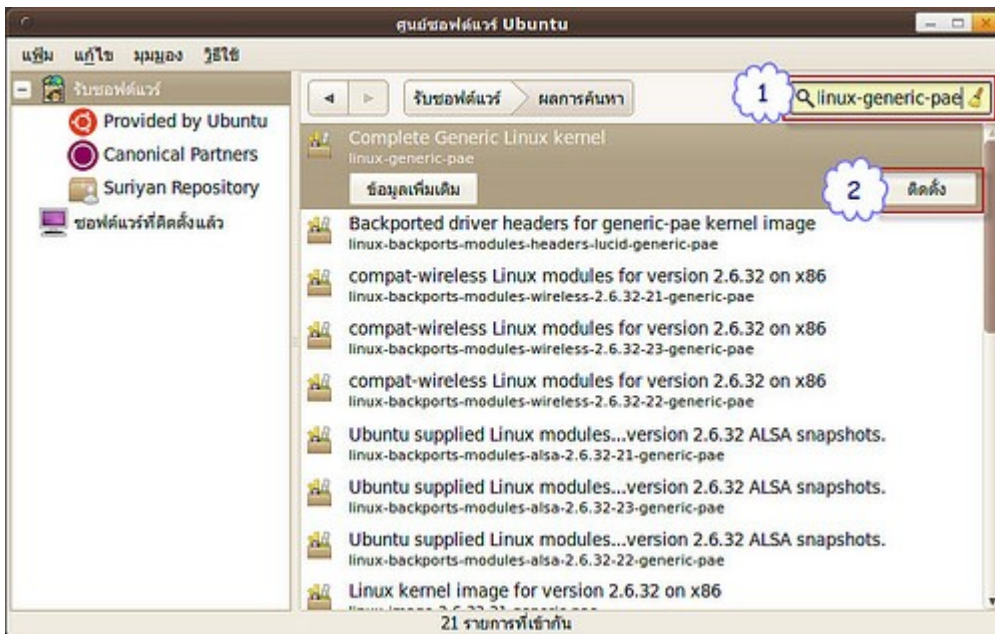 ศูนย์ซอฟต์แวร์ Ubuntu
แฟ้ม แก้ไข มุมมอง วิธีใช้
รับซอฟต์แวร์
Provided by Ubuntu
Canonical Partners
Suriyan Repository
ซอฟต์แวร์ที่ติดตั้งแล้ว
รับซอฟต์แวร์ ผลการค้นหา
1
linux-generic-pae
Complete Generic Linux kernel
linux-generic-pae
ข้อมูลเพิ่มเติม
2
ติดตั้ง
Backported driver headers for generic-pae kernel image
linux-backports-modules-headers-lucid-generic-pae
compat-wireless Linux modules for version 2.6.32 on x86
linux-backports-modules-wireless-2.6.32-21-generic-pae
compat-wireless Linux modules for version 2.6.32 on x86
linux-backports-modules-wireless-2.6.32-23-generic-pae
compat-wireless Linux modules for version 2.6.32 on x86
linux-backports-modules-wireless-2.6.32-22-generic-pae
Ubuntu supplied Linux modules...version 2.6.32 ALSA snapshots.
linux-backports-modules-alsa-2.6.32-21-generic-pae
Ubuntu supplied Linux modules...version 2.6.32 ALSA snapshots.
linux-backports-modules-alsa-2.6.32-23-generic-pae
Ubuntu supplied Linux modules...version 2.6.32 ALSA snapshots.
linux-backports-modules-alsa-2.6.32-22-generic-pae
Linux kernel image for version 2.6.32 on x86
21 รายการที่เข้ากัน